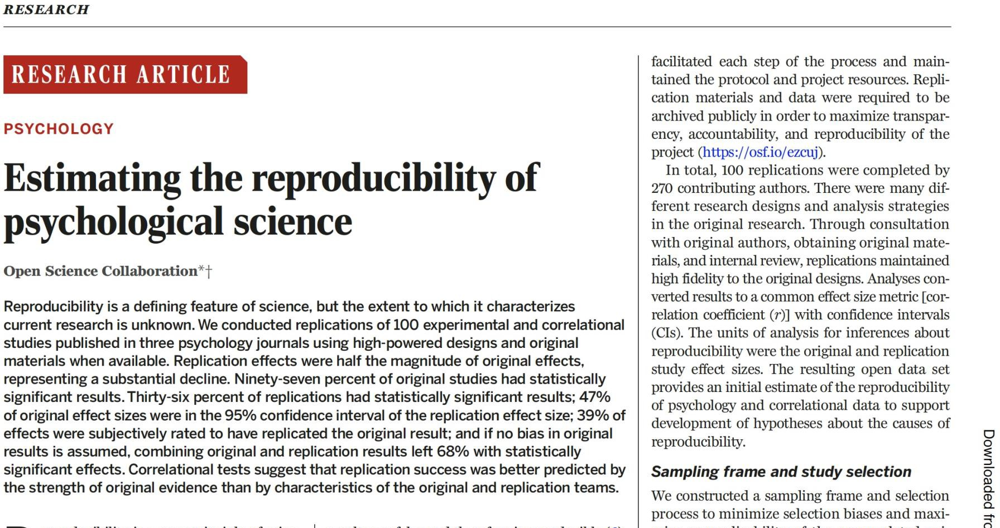 RESEARCH
RESEARCH ARTICLE
PSYCHOLOGY
Estimating the reproducibility of
psychological science
Open Science Collaboration*†
Reproducibility is a defining feature of science, but the extent to which it characterizes
current research is unknown. We conducted replications of 100 experimental and correlational
studies published in three psychology journals using high-powered designs and original
materials when available. Replication effects were half the magnitude of original effects,
representing a substantial decline. Ninety-seven percent of original studies had statistically
significant results. Thirty-six percent of replications had statistically significant results; 47%
of original effect sizes were in the 95% confidence interval of the replication effect size; 39% of
effects were subjectively rated to have replicated the original result; and if no bias in original
results is assumed, combining original and replication results left 68% with statistically
significant effects. Correlational tests suggest that replication success was better predicted by
the strength of original evidence than by characteristics of the original and replication teams.
facilitated each step of the process and main-
tained the protocol and project resources. Repli-
cation materials and data were required to be
archived publicly in order to maximize transpar-
ency, accountability, and reproducibility of the
project (https://osf.io/ezcuj).
In total, 100 replications were completed by
270 contributing authors. There were many dif-
ferent research designs and analysis strategies
in the original research. Through consultation
with original authors, obtaining original mate-
rials, and internal review, replications maintained
high fidelity to the original designs. Analyses con-
verted results to a common effect size metric [cor-
relation coefficient (r)] with confidence intervals
(CIs). The units of analysis for inferences about
reproducibility were the original and replication
study effect sizes. The resulting open data set
provides an initial estimate of the reproducibility
of psychology and correlational data to support
development of hypotheses about the causes of
reproducibility.
Sampling frame and study selection
We constructed a sampling frame and selection
process to minimize selection biases and maxi-
Downloaded fro